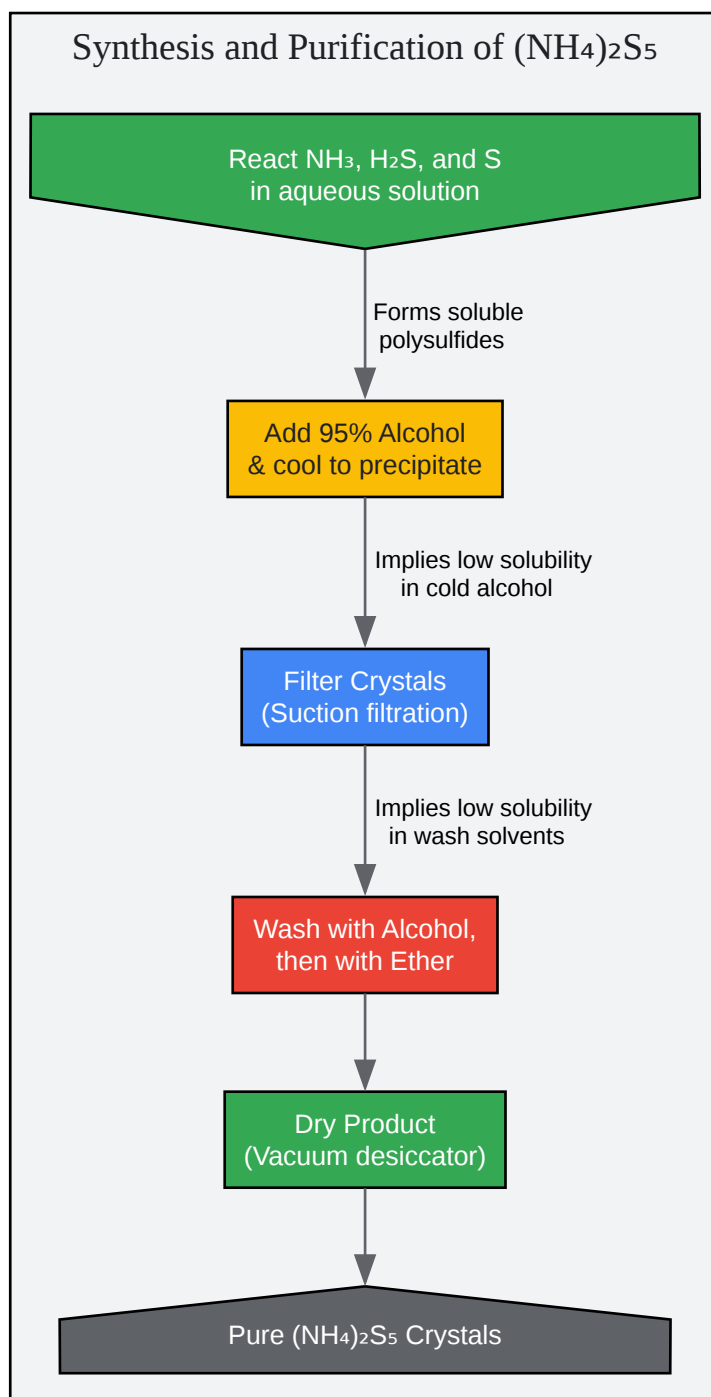 Synthesis and Purification of (NH₄)₂S₅
React NH₃, H₂S, and S
in aqueous solution
Forms soluble
polysulfides
Add 95% Alcohol
& cool to precipitate
Implies low solubility
in cold alcohol
Filter Crystals
(Suction filtration)
Implies low solubility
in wash solvents
Wash with Alcohol,
then with Ether
Dry Product
(Vacuum desiccator)
Pure (NH₄)₂S₅ Crystals